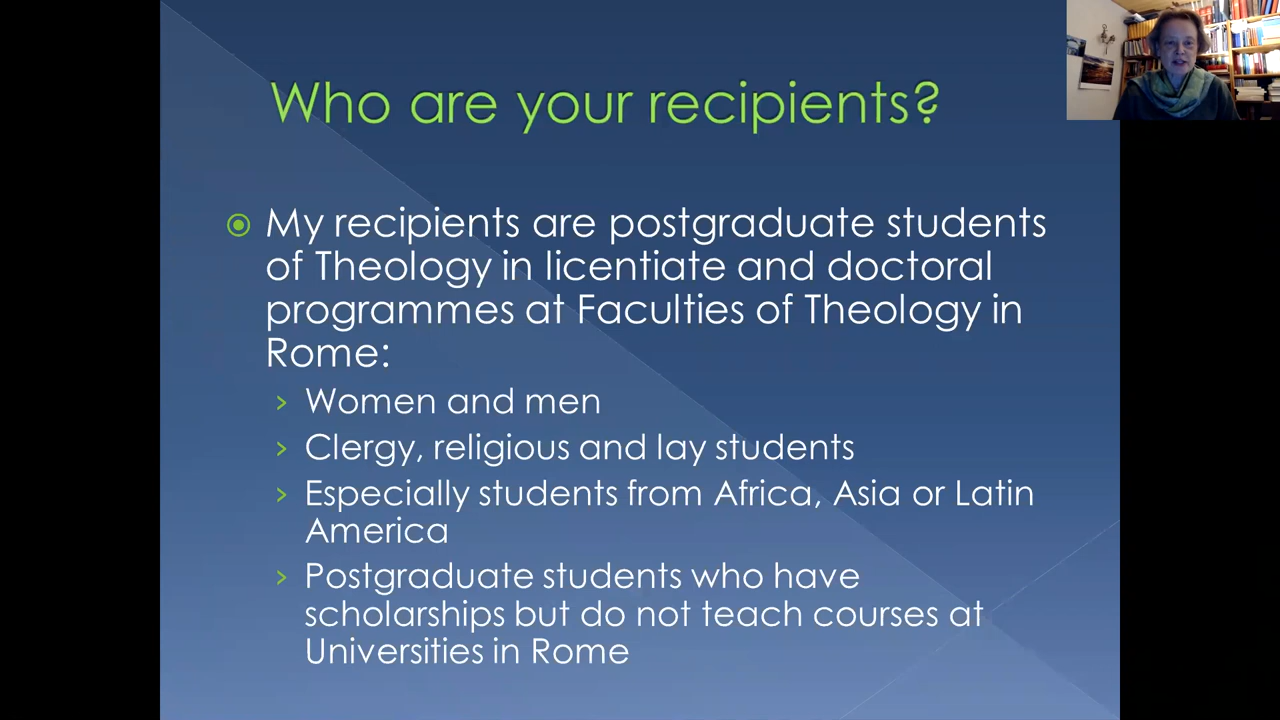 Who are your recipients?
My recipients are postgraduate students
of Theology in licentiate and doctoral
programmes at Faculties of Theology in
Rome:
Women and men
Clergy, religious and lay students
Especially students from Africa, Asia or Latin
America
Postgraduate students who have
scholarships but do not teach courses at
Universities in Rome